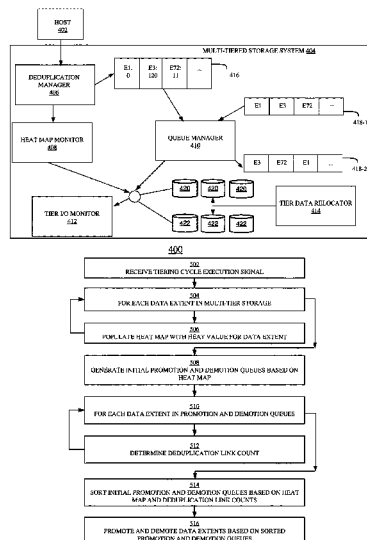 HOST
402
MULTI-TIERED STORAGE SYSTEM 404
DEDUPLICATION
MANAGER
406
E1:
0
E3:
120
E72:
11
...
416
HEAT MAP MONITOR
408
QUEUE MANAGER
410
E1
E3
E72
...
418-1
E3
E72
E1
...
418-2
TIER I/O MONITOR
412
420
420
420
422
422
422
TIER DATA RELOCATOR
414
400
502
RECEIVE TIERING CYCLE EXECUTION SIGNAL
504
FOR EACH DATA EXTENT IN MULTI-TIER STORAGE
506
POPULATE HEAT MAP WITH HEAT VALUE FOR DATA EXTENT
508
GENERATE INITIAL PROMOTION AND DEMOTION QUEUES BASED ON
HEAT MAP
510
FOR EACH DATA EXTENT IN PROMOTION AND DEMOTION QUEUES
512
DETERMINE DEDUPLICATION LINK COUNT
514
SORT INITIAL PROMOTION AND DEMOTION QUEUES BASED ON HEAT
MAP AND DEDUPLICATION LINK COUNTS
516
PROMOTE AND DEMOTE DATA EXTENTS BASED ON SORTED
PROMOTION AND DEMOTION QUEUES